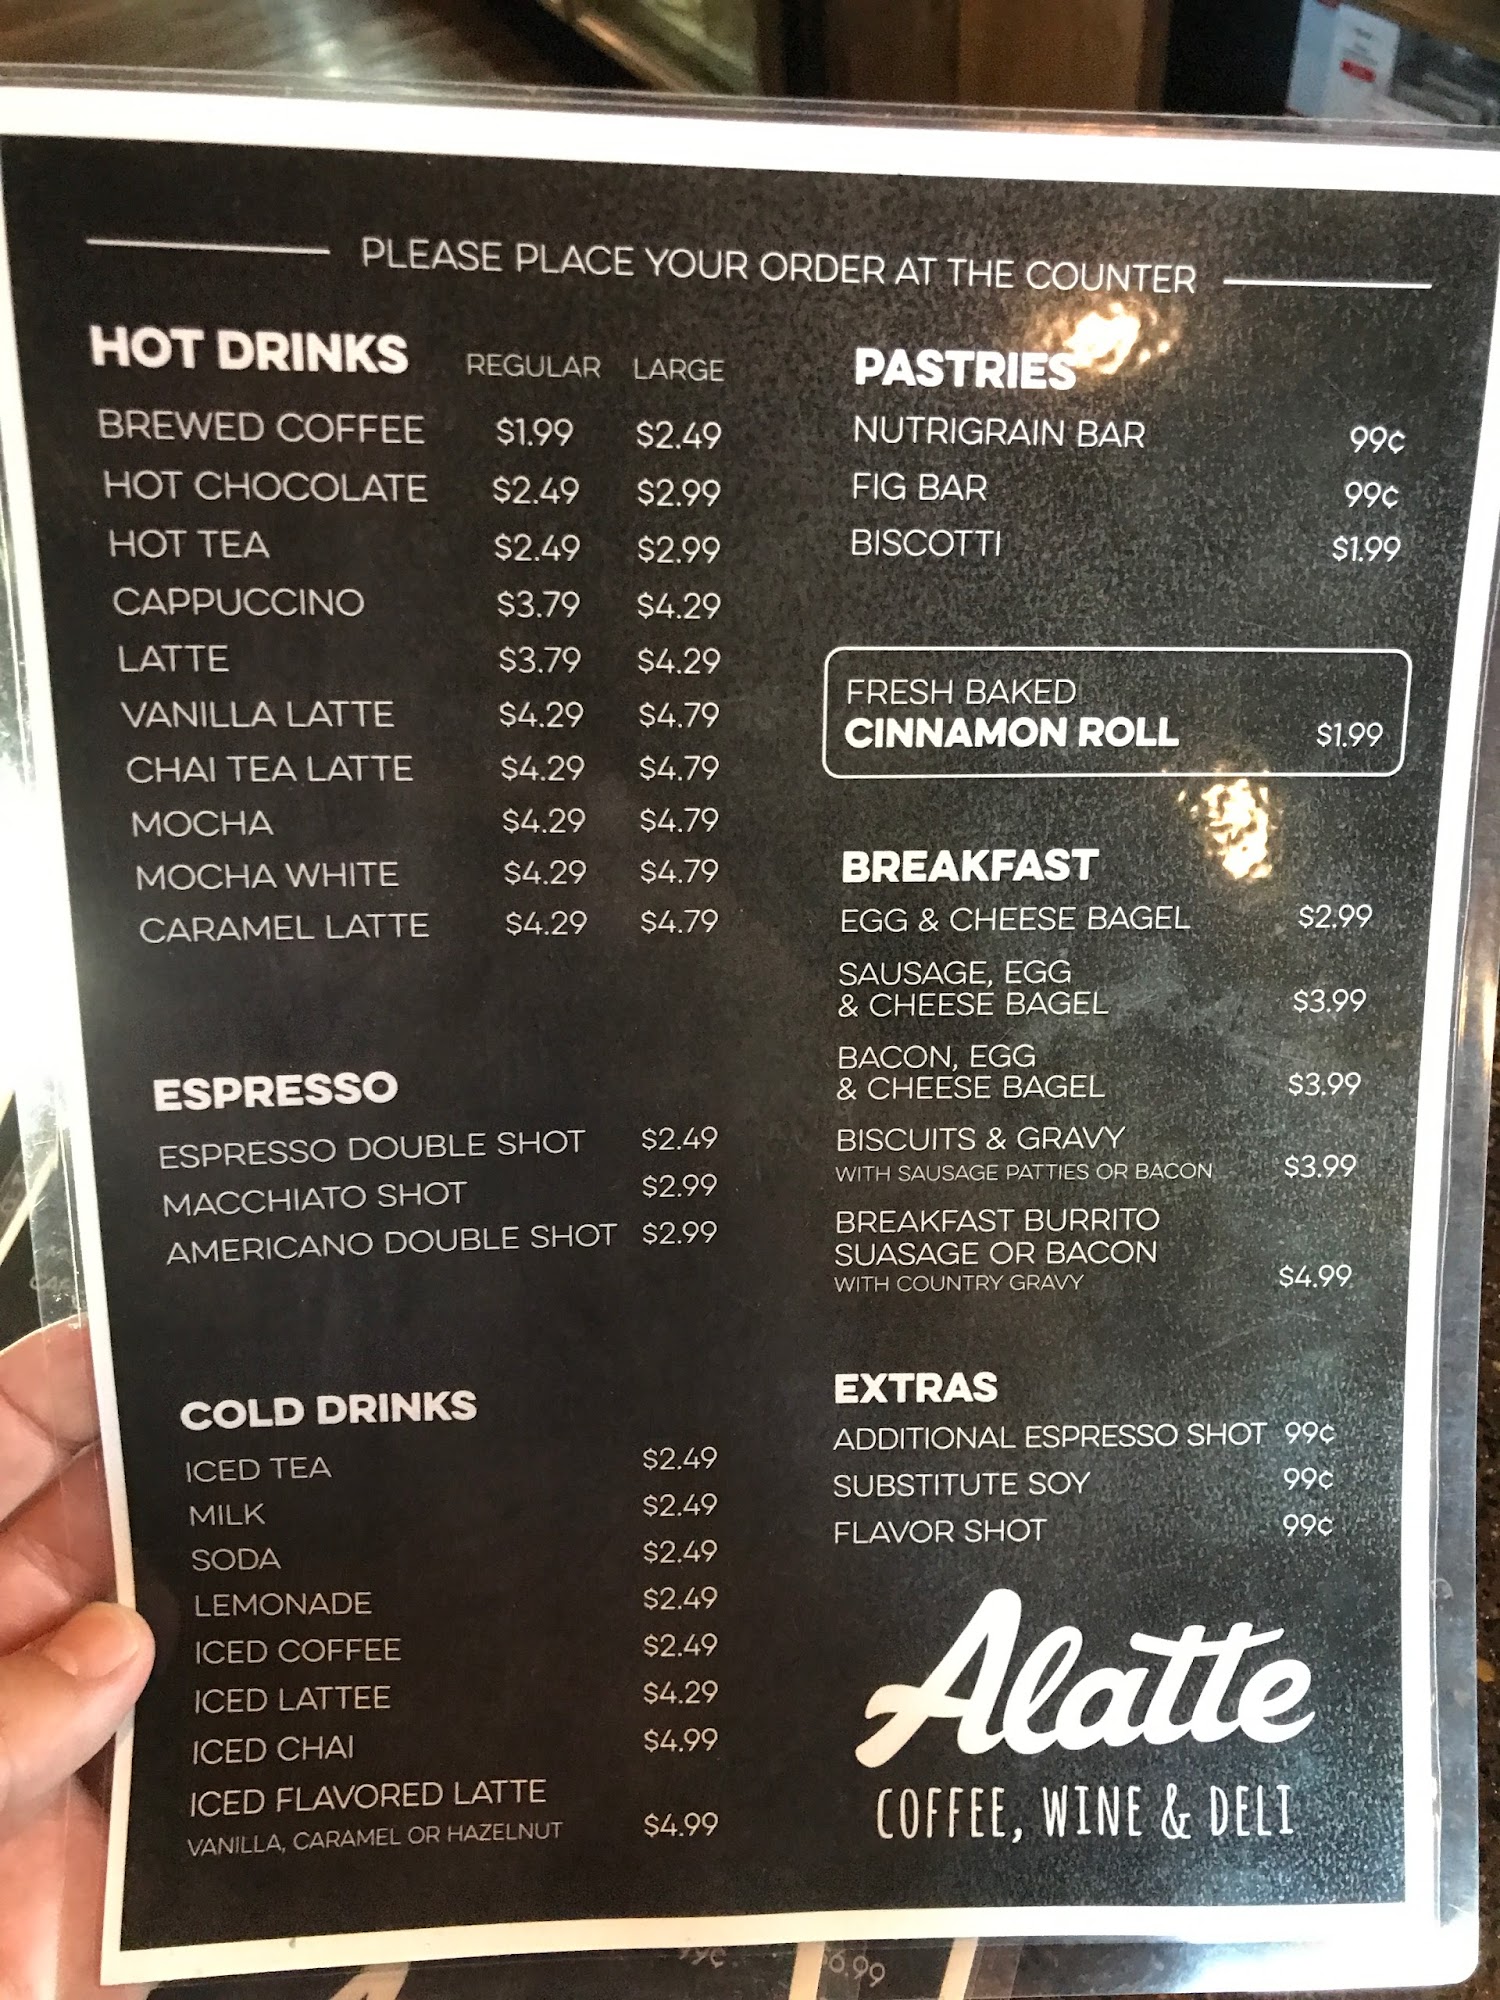 PLEASE PLACE YOUR ORDER AT THE COUNTER
HOT DRINKS REGULAR LARGE
BREWED COFFEE $1.99 $2.49
HOT CHOCOLATE $2.49 $2.99
HOT TEA $2.49 $2.99
CAPPUCCINO $3.79 $4.29
LATTE $3.79 $4.29
VANILLA LATTE $4.29 $4.79
CHAI TEA LATTE $4.29 $4.79
MOCHA $4.29 $4.79
MOCHA WHITE $4.29 $4.79
CARAMEL LATTE $4.29 $4.79
ESPRESSO
ESPRESSO DOUBLE SHOT $2.49
MACCHIATO SHOT $2.99
AMERICANO DOUBLE SHOT $2.99
COLD DRINKS
ICED TEA $2.49
MILK $2.49
SODA $2.49
LEMONADE $2.49
ICED COFFEE $2.49
ICED LATTEE $4.29
ICED CHAI $4.99
ICED FLAVORED LATTE
VANILLA, CARAMEL OR HAZELNUT $4.99
PASTRIES
NUTRIGRAIN BAR 99¢
FIG BAR 99¢
BISCOTTI $1.99
FRESH BAKED
CINNAMON ROLL $1.99
BREAKFAST
EGG & CHEESE BAGEL $2.99
SAUSAGE, EGG
& CHEESE BAGEL $3.99
BACON, EGG
& CHEESE BAGEL $3.99
BISCUITS & GRAVY
WITH SAUSAGE PATTIES OR BACON $3.99
BREAKFAST BURRITO
SUASAGE OR BACON
WITH COUNTRY GRAVY $4.99
EXTRAS
ADDITIONAL ESPRESSO SHOT 99¢
SUBSTITUTE SOY 99¢
FLAVOR SHOT 99¢
Alatte
COFFEE, WINE & DELI